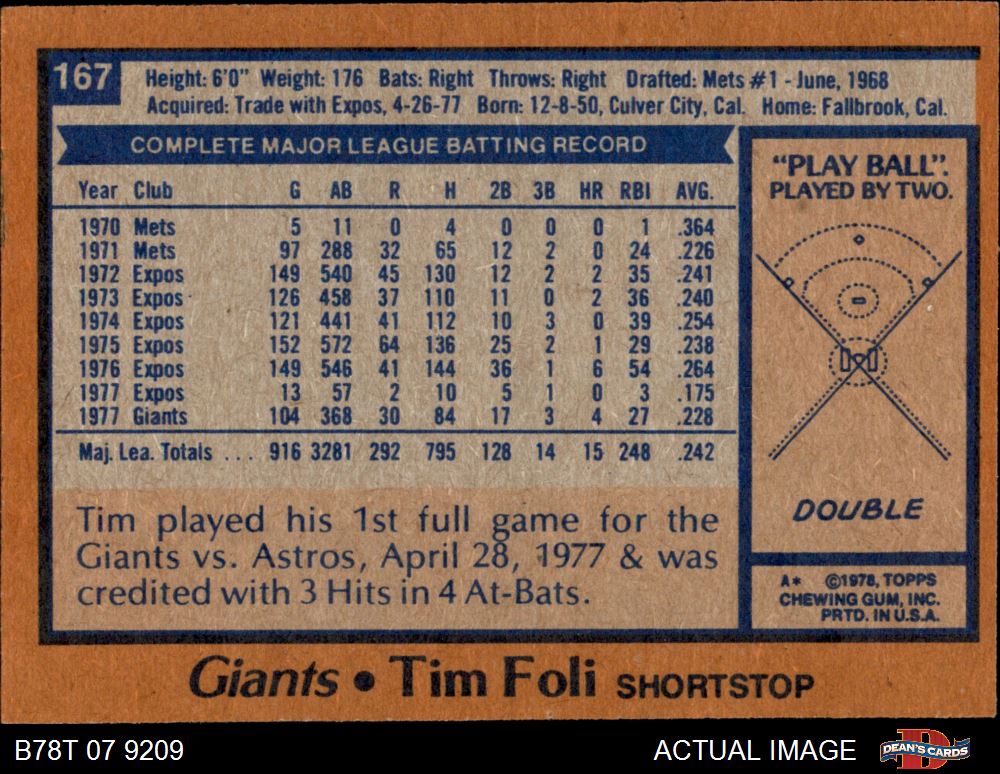 167
Height: 6'0" Weight: 176 Bats: Right Throws: Right Drafted: Mets #1 - June, 1968
Acquired: Trade with Expos, 4-26-77 Born: 12-8-50, Culver City, Cal. Home: Fallbrook, Cal.
COMPLETE MAJOR LEAGUE BATTING RECORD
Year Club G AB R H 2B 3B HR RBI AVG.
1970 Mets 5 11 0 4 0 0 0 1 .364
1971 Mets 97 288 32 65 12 2 0 24 .226
1972 Expos 149 540 45 130 12 2 2 35 .241
1973 Expos 126 458 37 110 11 0 2 36 .240
1974 Expos 121 441 41 112 10 3 0 39 .254
1975 Expos 152 572 64 136 25 2 1 29 .238
1976 Expos 149 546 41 144 36 1 6 54 .264
1977 Expos 13 57 2 10 5 1 0 3 .175
1977 Giants 104 368 30 84 17 3 4 27 .228
Maj. Lea. Totals . . . 916 3281 292 795 128 14 15 248 .242
Tim played his 1st full game for the
Giants vs. Astros, April 28, 1977 & was
credited with 3 Hits in 4 At-Bats.
"PLAY BALL".
PLAYED BY TWO.
DOUBLE
A* ©1978, TOPPS
CHEWING GUM, INC.
PRTD. IN U.S.A.
Giants • Tim Foli SHORTSTOP
B78T 07 9209
ACTUAL IMAGE
DEAN'S CARDS